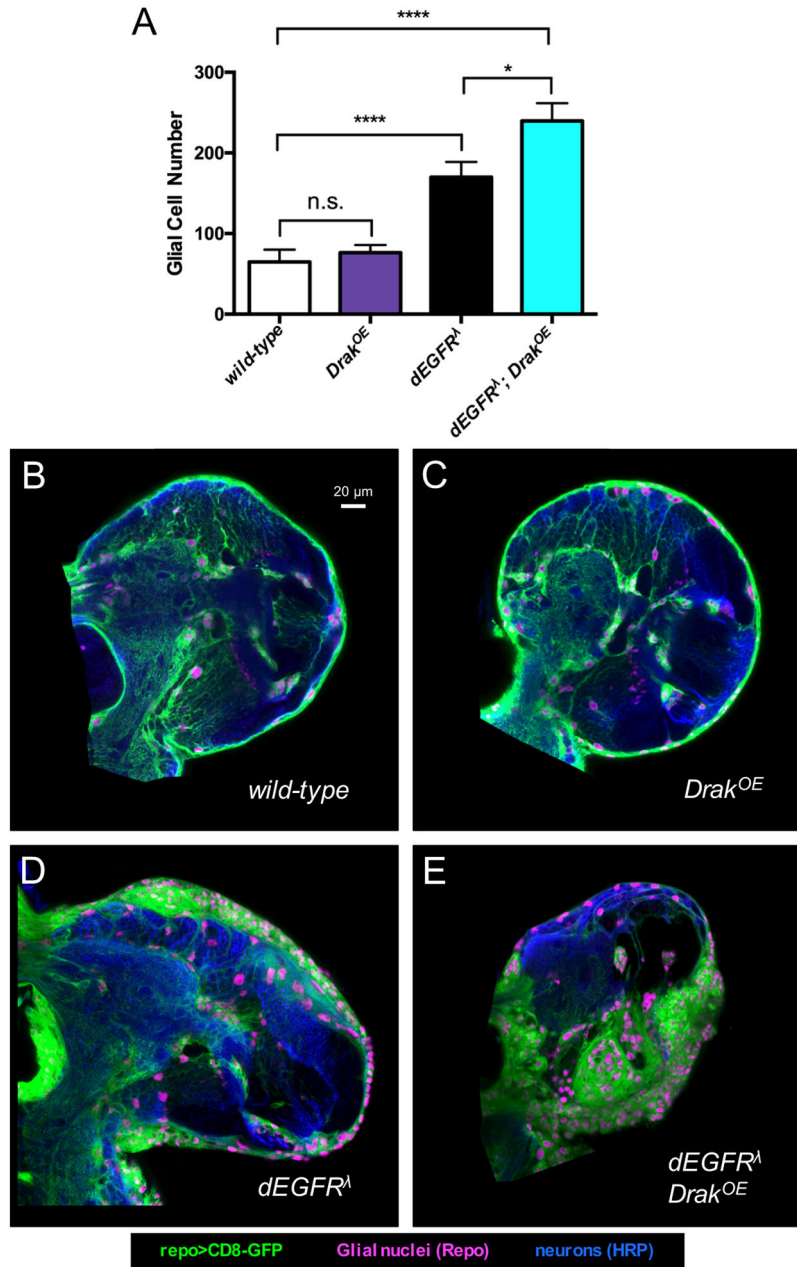 A
****
*
****
n.s.
300
200
100
0
Glial Cell Number
wild-type
Drak^OE
dEGFR^λ
dEGFR^λ; Drak^OE
B
20 µm
wild-type
C
Drak^OE
D
dEGFR^λ
E
dEGFR^λ
Drak^OE
repo>CD8-GFP Glial nuclei (Repo) neurons (HRP)